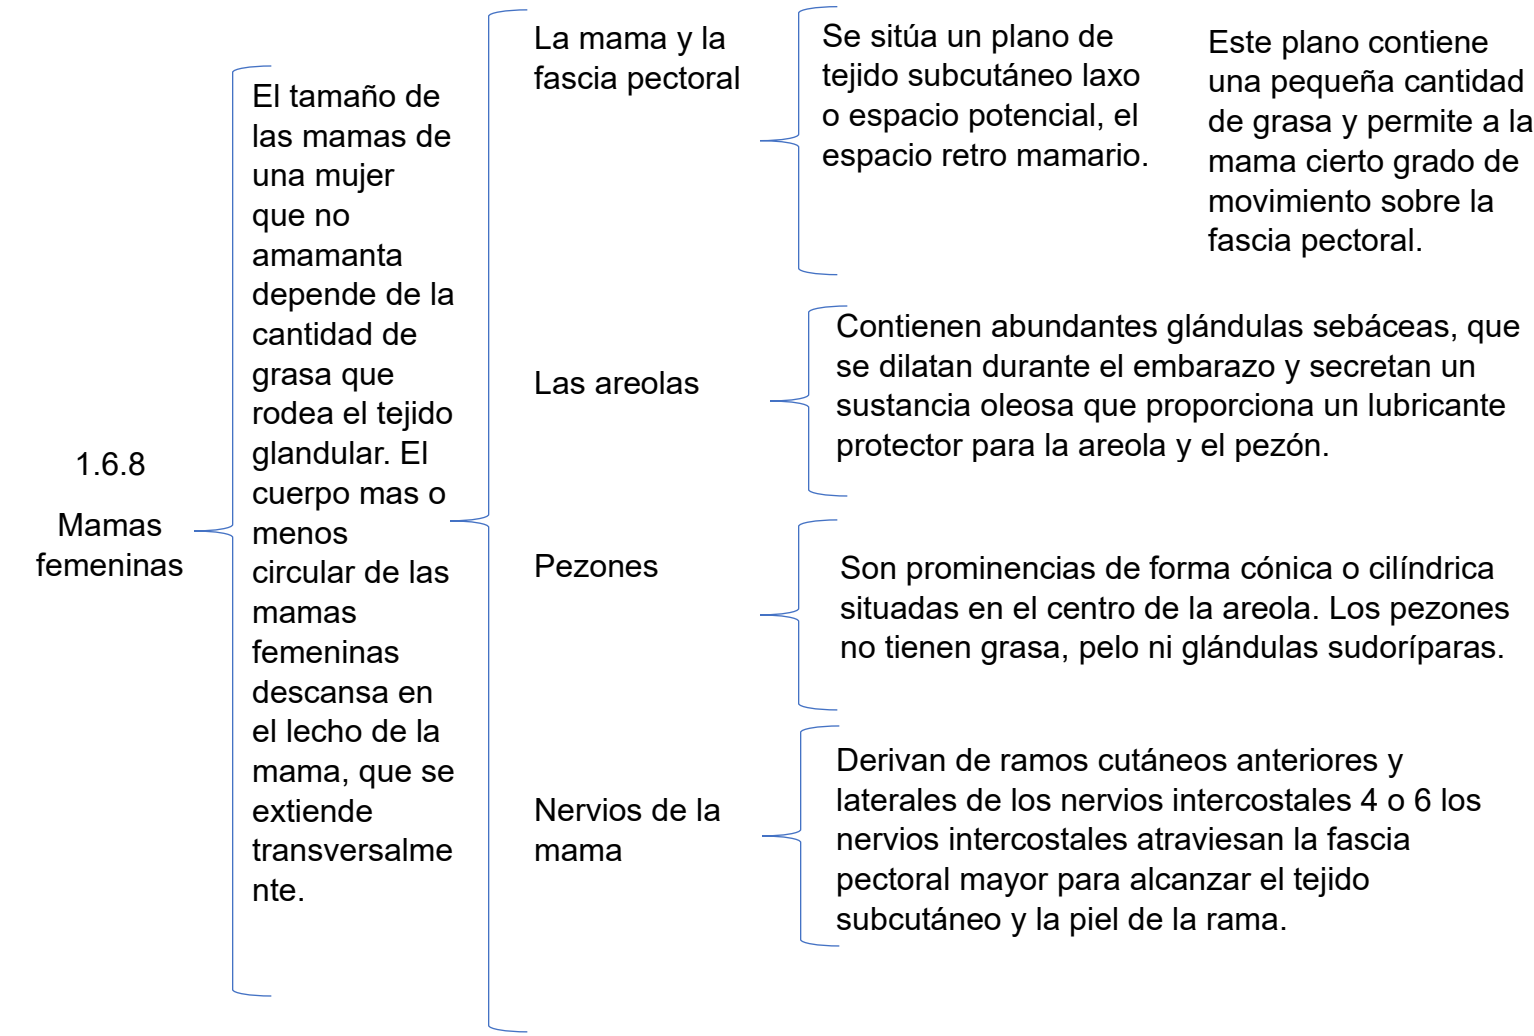 1.6.8
Mamas
femeninas
El tamaño de
las mamas de
una mujer
que no
amamanta
depende de la
cantidad de
grasa que
rodea el tejido
glandular. El
cuerpo mas o
menos
circular de las
mamas
femeninas
descansa en
el lecho de la
mama, que se
extiende
transversalme
nte.
La mama y la
fascia pectoral
Se sitúa un plano de
tejido subcutáneo laxo
o espacio potencial, el
espacio retro mamario.
Este plano contiene
una pequeña cantidad
de grasa y permite a la
mama cierto grado de
movimiento sobre la
fascia pectoral.
Las areolas
Contienen abundantes glándulas sebáceas, que
se dilatan durante el embarazo y secretan un
sustancia oleosa que proporciona un lubricante
protector para la areola y el pezón.
Pezones
Son prominencias de forma cónica o cilíndrica
situadas en el centro de la areola. Los pezones
no tienen grasa, pelo ni glándulas sudoríparas.
Nervios de la
mama
Derivan de ramos cutáneos anteriores y
laterales de los nervios intercostales 4 o 6 los
nervios intercostales atraviesan la fascia
pectoral mayor para alcanzar el tejido
subcutáneo y la piel de la rama.